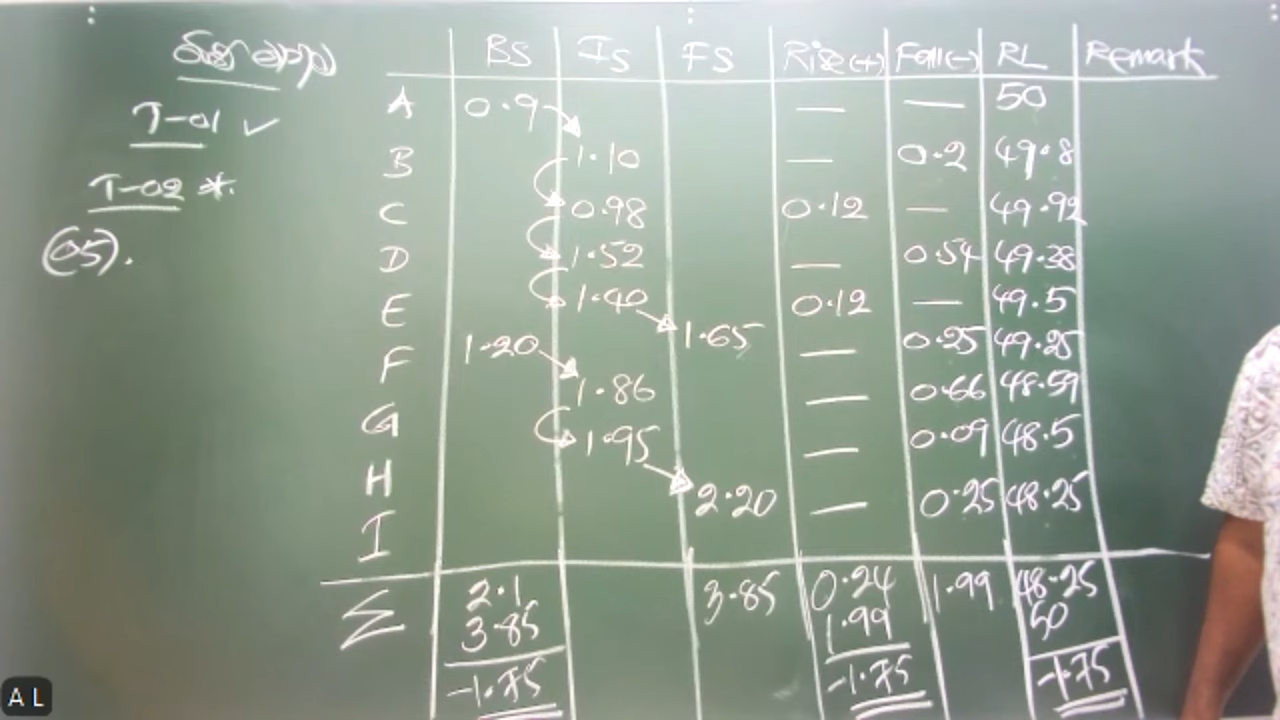 BS IS FS Rise(+) Fall(-) RL Remark
T-01 ✓
T-02 *.
(05).
A 0.9 — — 50
B 1.10 — 0.2 49.8
C 0.98 0.12 — 49.92
D 1.52 — 0.54 49.38
E 1.40 0.12 — 49.5
F 1.20 1.65 — 0.25 49.25
G 1.86 — 0.66 48.59
H 1.95 — 0.09 48.5
I 2.20 — 0.25 48.25
Σ 2.1 3.85 0.24 1.99 48.25
3.85 1.99 50
-1.75 -1.75 -1.75
A L